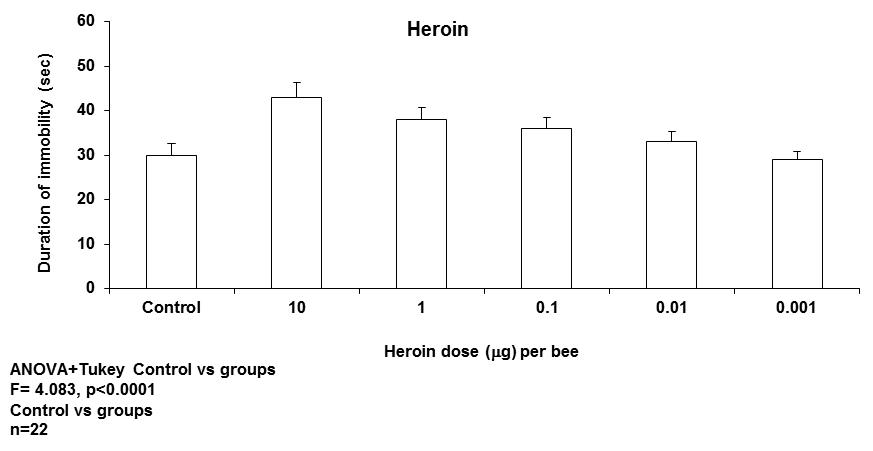 Heroin
Duration of immobility (sec)
60
50
40
30
20
10
0
Control 10 1 0.1 0.01 0.001
Heroin dose (μg) per bee
ANOVA+Tukey Control vs groups
F= 4.083, p<0.0001
Control vs groups
n=22